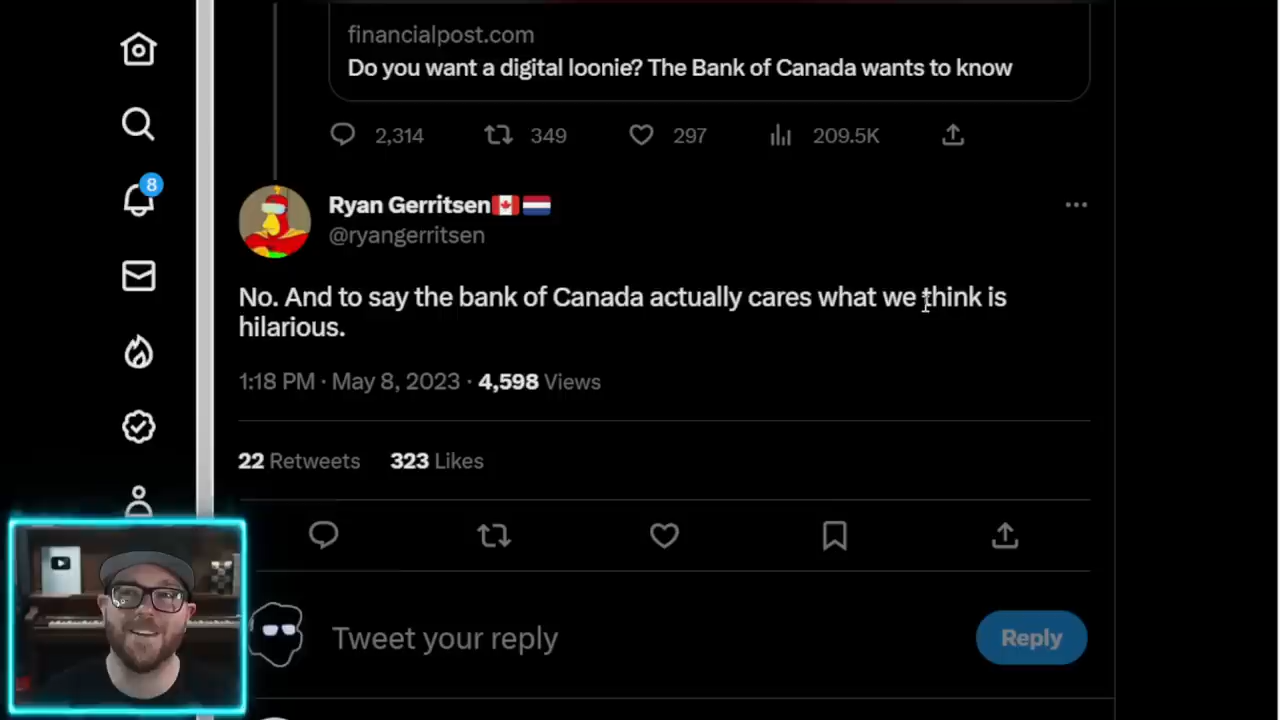 financialpost.com
Do you want a digital loonie? The Bank of Canada wants to know
2,314 349 297 209.5K
8
Ryan Gerritsen🇨🇦🇳🇱
@ryangerritsen
No. And to say the bank of Canada actually cares what we think is
hilarious.
1:18 PM · May 8, 2023 · 4,598 Views
22 Retweets 323 Likes
Tweet your reply
Reply